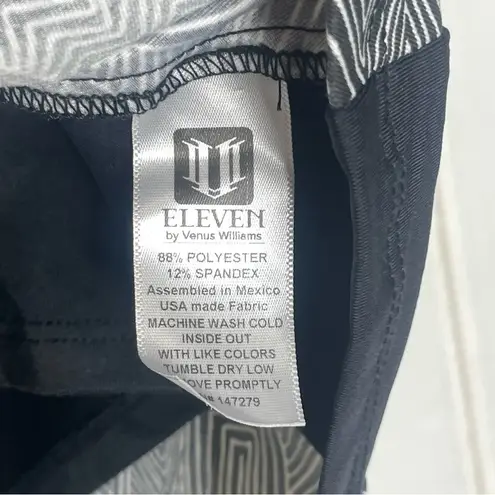 ELEVEN
by Venus Williams
88% POLYESTER
12% SPANDEX
Assembled in Mexico
USA made Fabric
MACHINE WASH COLD
INSIDE OUT
WITH LIKE COLORS
TUMBLE DRY LOW
OVE PROMPTLY
N# 147279